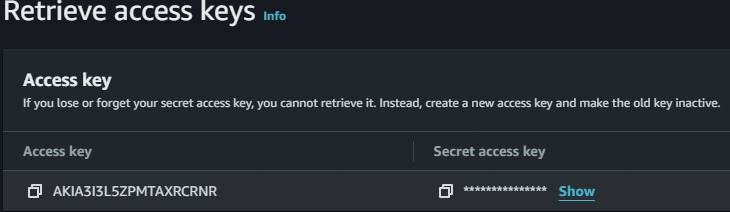 Retrieve access keys Info
Access key
If you lose or forget your secret access key, you cannot retrieve it. Instead, create a new access key and make the old key inactive.
Access key Secret access key
AKIA3I3L5ZPMTAXRCRNR *************** Show